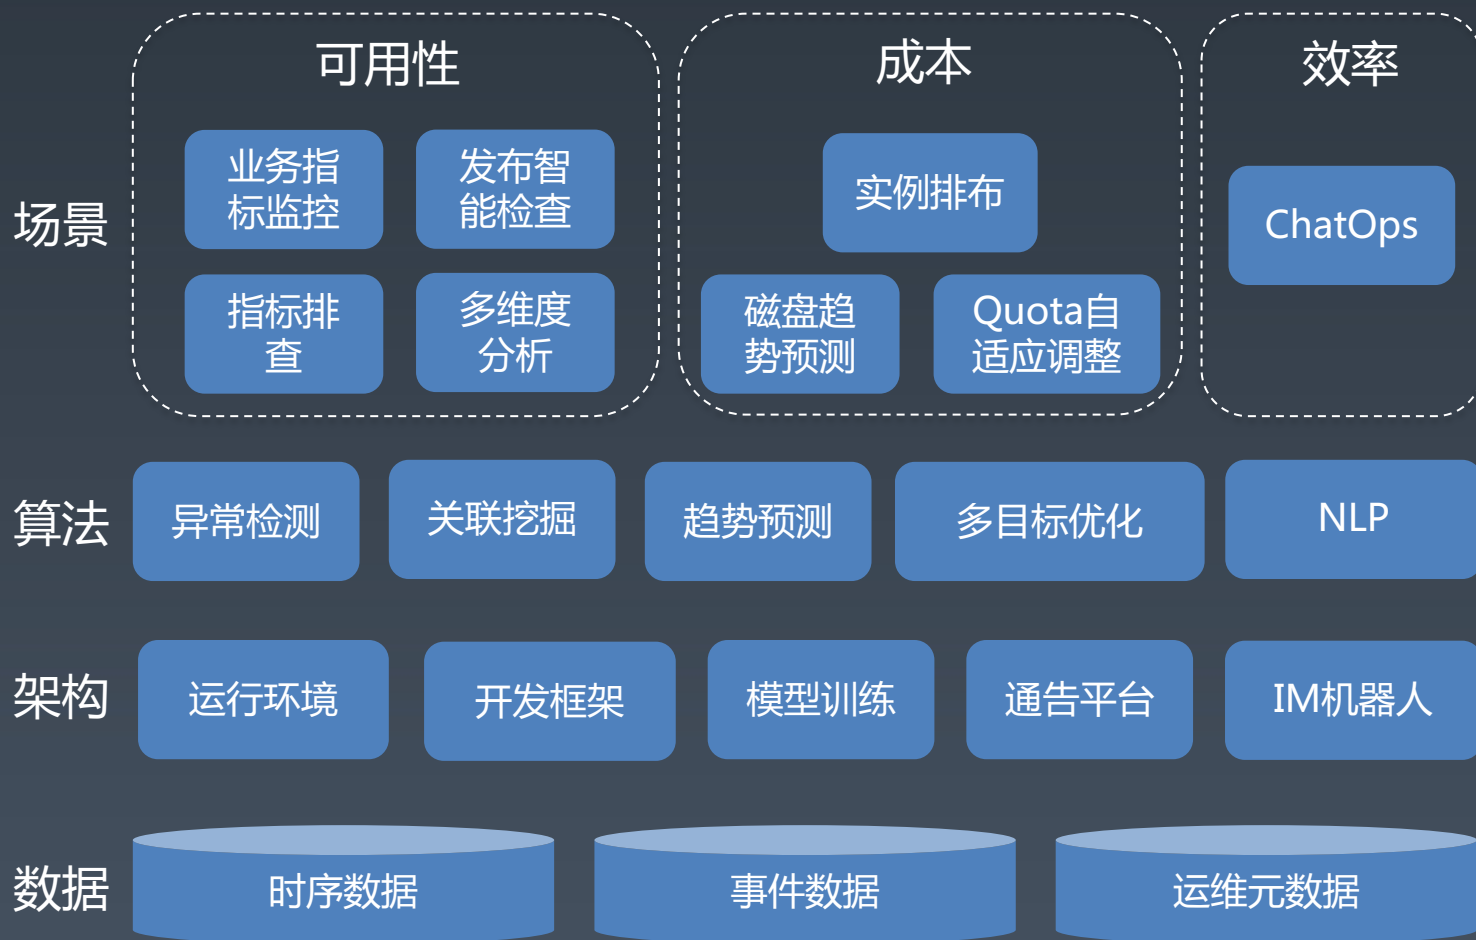 可用性
成本
效率
场景
业务指
标监控
发布智
能检查
指标排
查
多维度
分析
实例排布
磁盘趋
势预测
Quota自
适应调整
ChatOps
算法
异常检测
关联挖掘
趋势预测
多目标优化
NLP
架构
运行环境
开发框架
模型训练
通告平台
IM机器人
数据
时序数据
事件数据
运维元数据